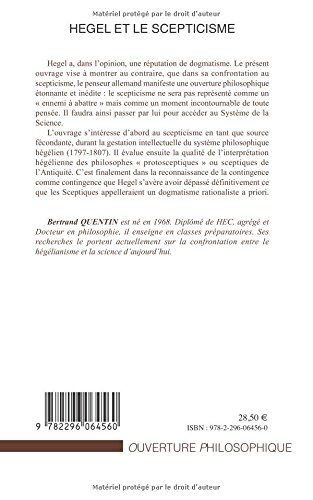 Matériel protégé par le droit d'auteur
HEGEL ET LE SCEPTICISME
Hegel a, dans l'opinion, une réputation de dogmatisme. Le présent
ouvrage vise à montrer au contraire, que dans sa confrontation au
scepticisme, le penseur allemand manifeste une ouverture philosophique
étonnante et inédite : le scepticisme ne sera pas représenté comme un
« ennemi à abattre » mais comme un moment incontournable de toute
pensée. Il faudra ainsi passer par lui pour accéder au Système de la
Science.
L'ouvrage s'intéresse d'abord au scepticisme en tant que source
fécondante, durant la gestation intellectuelle du système philosophique
hégélien (1797-1807). Il évalue ensuite la qualité de l'interprétation
hégélienne des philosophes « protosceptiques » ou sceptiques de
l'Antiquité. C'est finalement dans la reconnaissance de la contingence
comme contingence que Hegel s'avère avoir dépassé définitivement ce
que les Sceptiques appelleraient un dogmatisme rationaliste a priori.
Bertrand QUENTIN est né en 1968. Diplômé de HEC, agrégé et
Docteur en philosophie, il enseigne en classes préparatoires. Ses
recherches le portent actuellement sur la confrontation entre le
hégélianisme et la science d'aujourd'hui.
9 782296 064560
28,50 €
ISBN : 978-2-296-06456-0
OUVERTURE PHILOSOPHIQUE
Matériel protégé par le droit d'auteur